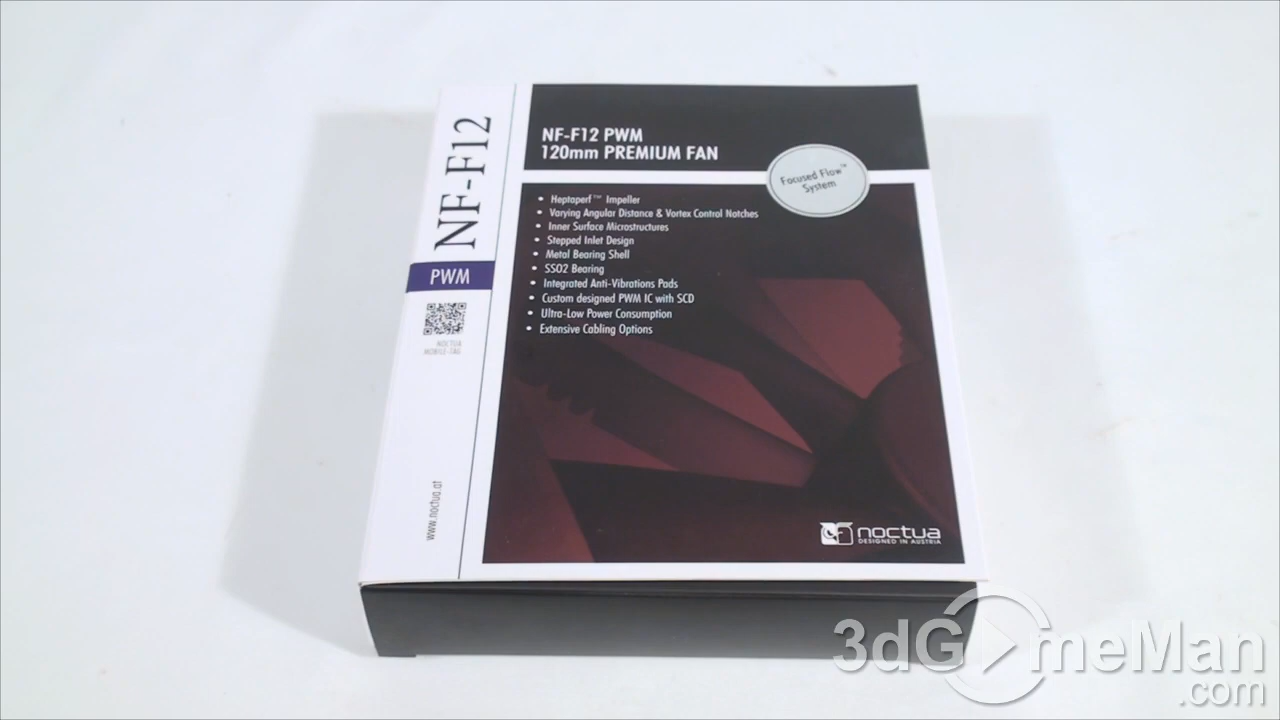 NF-F12
PWM
NOCTUA
MOBILE-TAG
www.noctua.at
NF-F12 PWM
120mm PREMIUM FAN
Focused Flow™
System
• Heptaperf™ Impeller
• Varying Angular Distance & Vortex Control Notches
• Inner Surface Microstructures
• Stepped Inlet Design
• Metal Bearing Shell
• SSO2 Bearing
• Integrated Anti-Vibrations Pads
• Custom designed PWM IC with SCD
• Ultra-Low Power Consumption
• Extensive Cabling Options
noctua
DESIGNED IN AUSTRIA
3dGameMan
.com